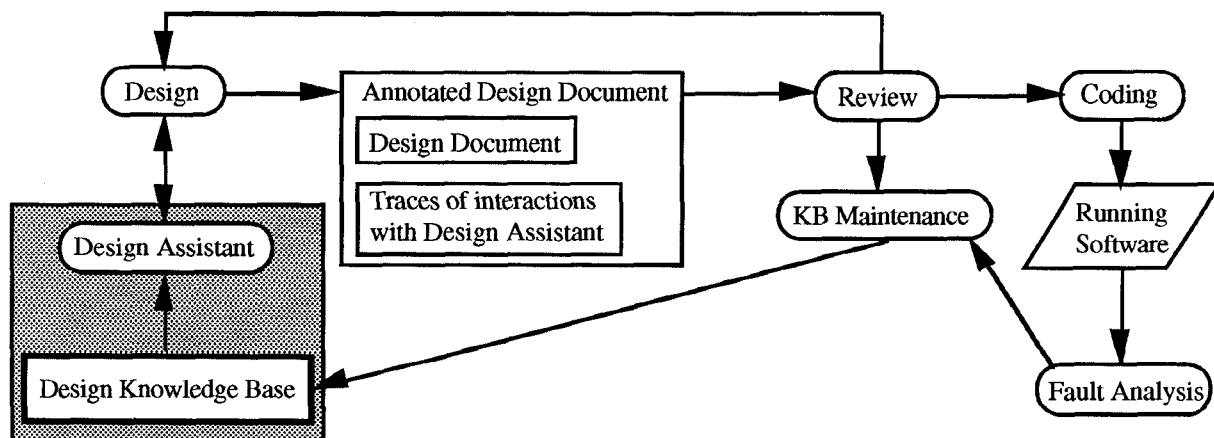 Design
Annotated Design Document
Design Document
Traces of interactions
with Design Assistant
Review
Coding
Design Assistant
KB Maintenance
Running
Software
Design Knowledge Base
Fault Analysis